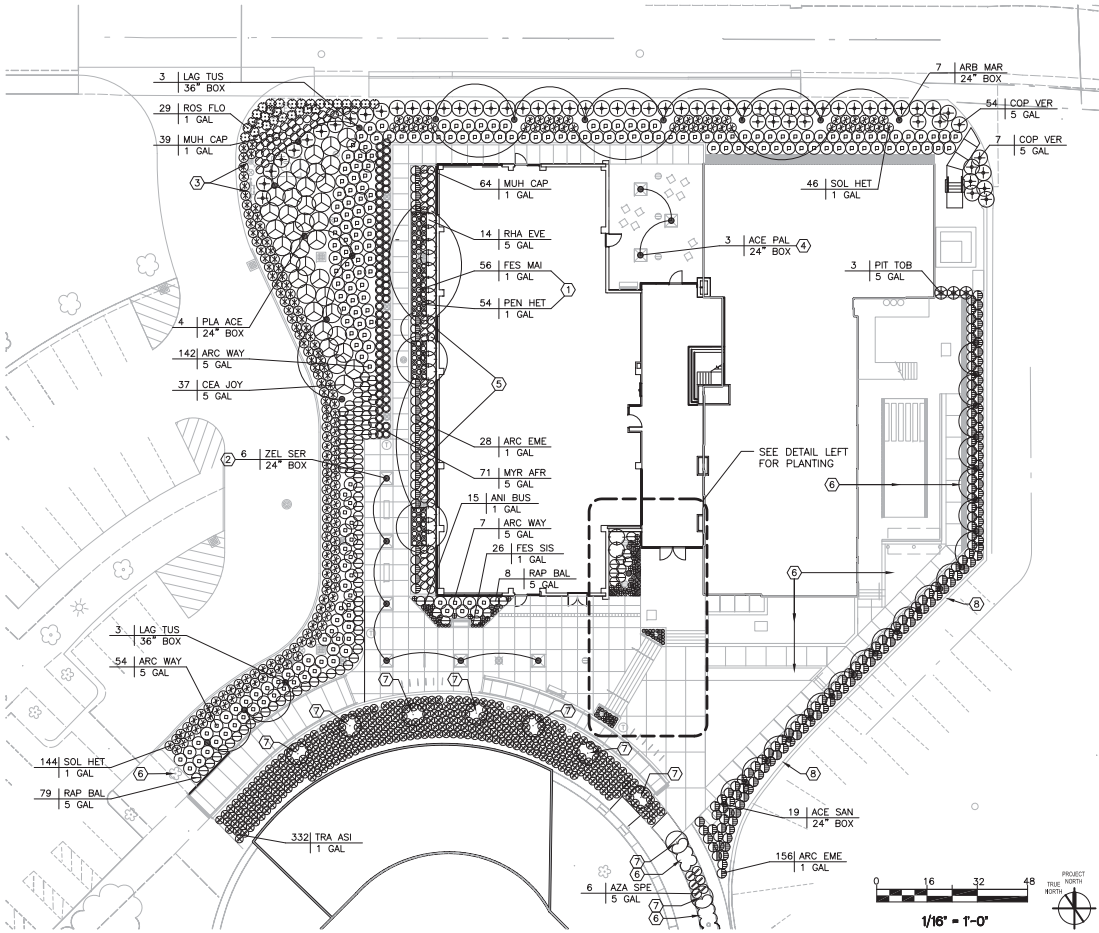 3 LAG TUS
36" BOX
29 ROS FLO
1 GAL
39 MUH CAP
1 GAL
3
7 ARB MAR
24" BOX
54 COP VER
5 GAL
7 COP VER
5 GAL
64 MUH CAP
1 GAL
46 SOL HET
1 GAL
14 RHA EVE
5 GAL
3 ACE PAL
24" BOX
4
56 FES MAI
1 GAL
54 PEN HET
1 GAL
1
3 PIT TOB
5 GAL
4 PLA ACE
24" BOX
142 ARC WAY
5 GAL
37 CEA JOY
5 GAL
5
2
6 ZEL SER
24" BOX
28 ARC EME
1 GAL
71 MYR AFR
5 GAL
SEE DETAIL LEFT
FOR PLANTING
6
15 ANI BUS
1 GAL
7 ARC WAY
5 GAL
26 FES SIS
1 GAL
8 RAP BAL
5 GAL
6
8
3 LAG TUS
36" BOX
54 ARC WAY
5 GAL
7
7
7
7
7
7
7
144 SOL HET
1 GAL
6
8
79 RAP BAL
5 GAL
332 TRA ASI
1 GAL
19 ACE SAN
24" BOX
156 ARC EME
1 GAL
7
6
6 AZA SPE
5 GAL
7
6
0 16 32 48
1/16" = 1'-0"
TRUE
NORTH
PROJECT
NORTH